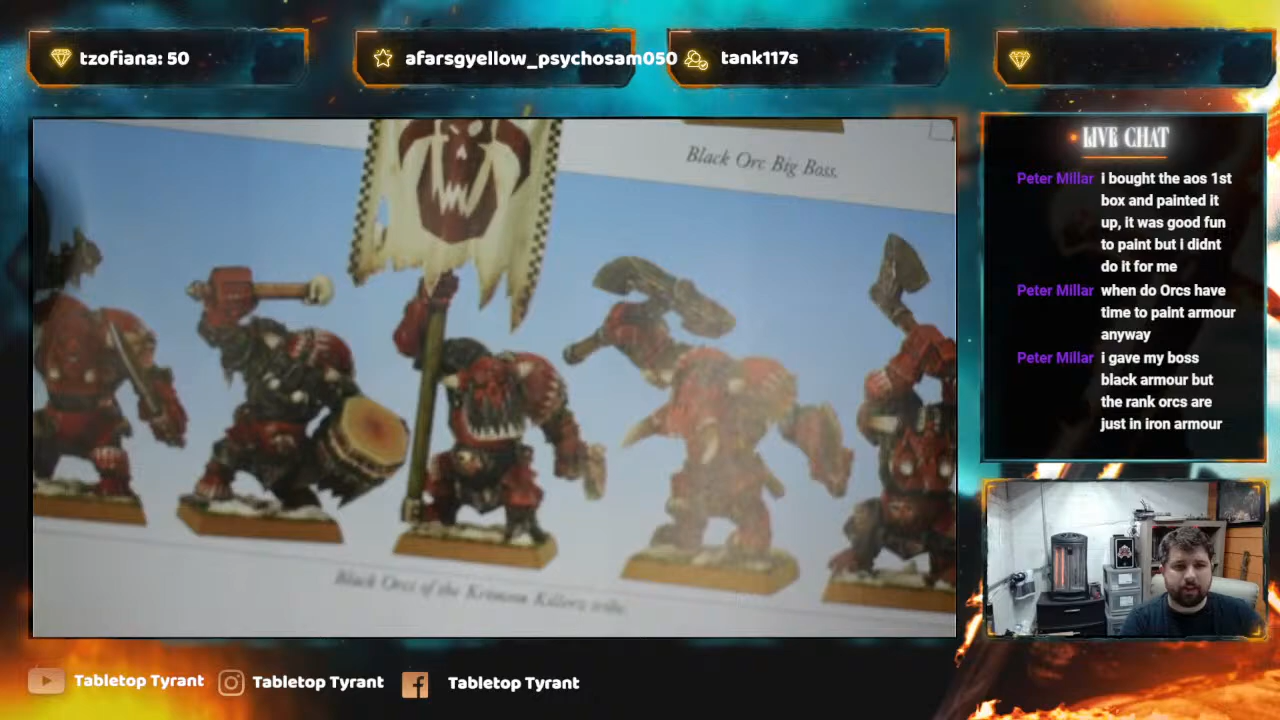 tzofiana: 50
afarsgyellow_psychosam050
tank117s
Black Orc Big Boss.
LIVE CHAT
Peter Millar i bought the aos 1st
box and painted it
up, it was good fun
to paint but i didnt
do it for me
Peter Millar when do Orcs have
time to paint armour
anyway
Peter Millar i gave my boss
black armour but
the rank orcs are
just in iron armour
Black Orcs of the Krimson Killerz tribe.
Tabletop Tyrant
Tabletop Tyrant
Tabletop Tyrant